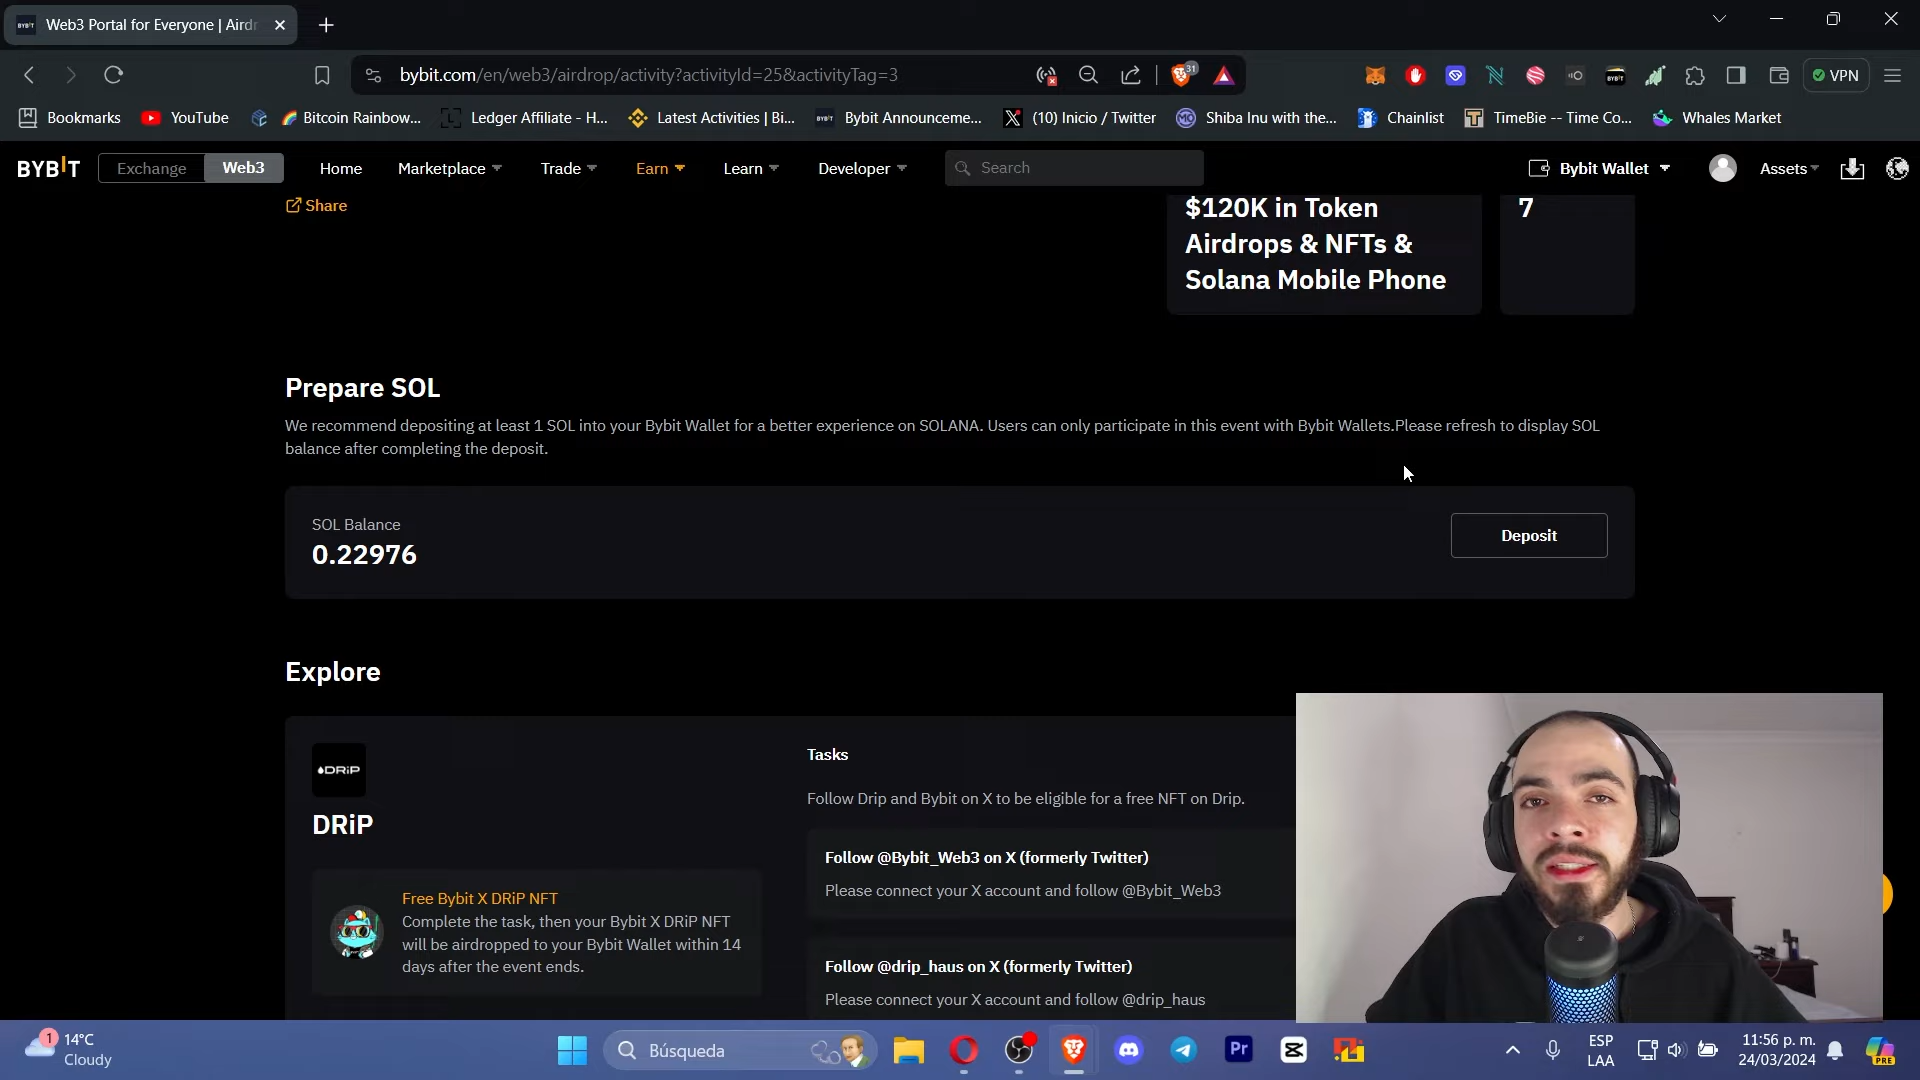 Web3 Portal for Everyone | Aird
bybit.com/en/web3/airdrop/activity?activityId=25&activityTag=3
31
VPN
Bookmarks
YouTube
Bitcoin Rainbow...
Ledger Affiliate - H...
Latest Activities | Bi...
Bybit Announceme...
(10) Inicio / Twitter
Shiba Inu with the...
Chainlist
TimeBie -- Time Co...
Whales Market
BYBIT
Exchange
Web3
Home
Marketplace
Trade
Earn
Learn
Developer
Search
Bybit Wallet
Assets
Share
$120K in Token
Airdrops & NFTs &
Solana Mobile Phone
7
Prepare SOL
We recommend depositing at least 1 SOL into your Bybit Wallet for a better experience on SOLANA. Users can only participate in this event with Bybit Wallets.Please refresh to display SOL
balance after completing the deposit.
SOL Balance
0.22976
Deposit
Explore
DRiP
DRiP
Free Bybit X DRiP NFT
Complete the task, then your Bybit X DRiP NFT
will be airdropped to your Bybit Wallet within 14
days after the event ends.
Tasks
Follow Drip and Bybit on X to be eligible for a free NFT on Drip.
Follow @Bybit_Web3 on X (formerly Twitter)
Please connect your X account and follow @Bybit_Web3
Follow @drip_haus on X (formerly Twitter)
Please connect your X account and follow @drip_haus
1
14°C
Cloudy
Búsqueda
Pr
ESP
LAA
11:56 p. m.
24/03/2024
PRE